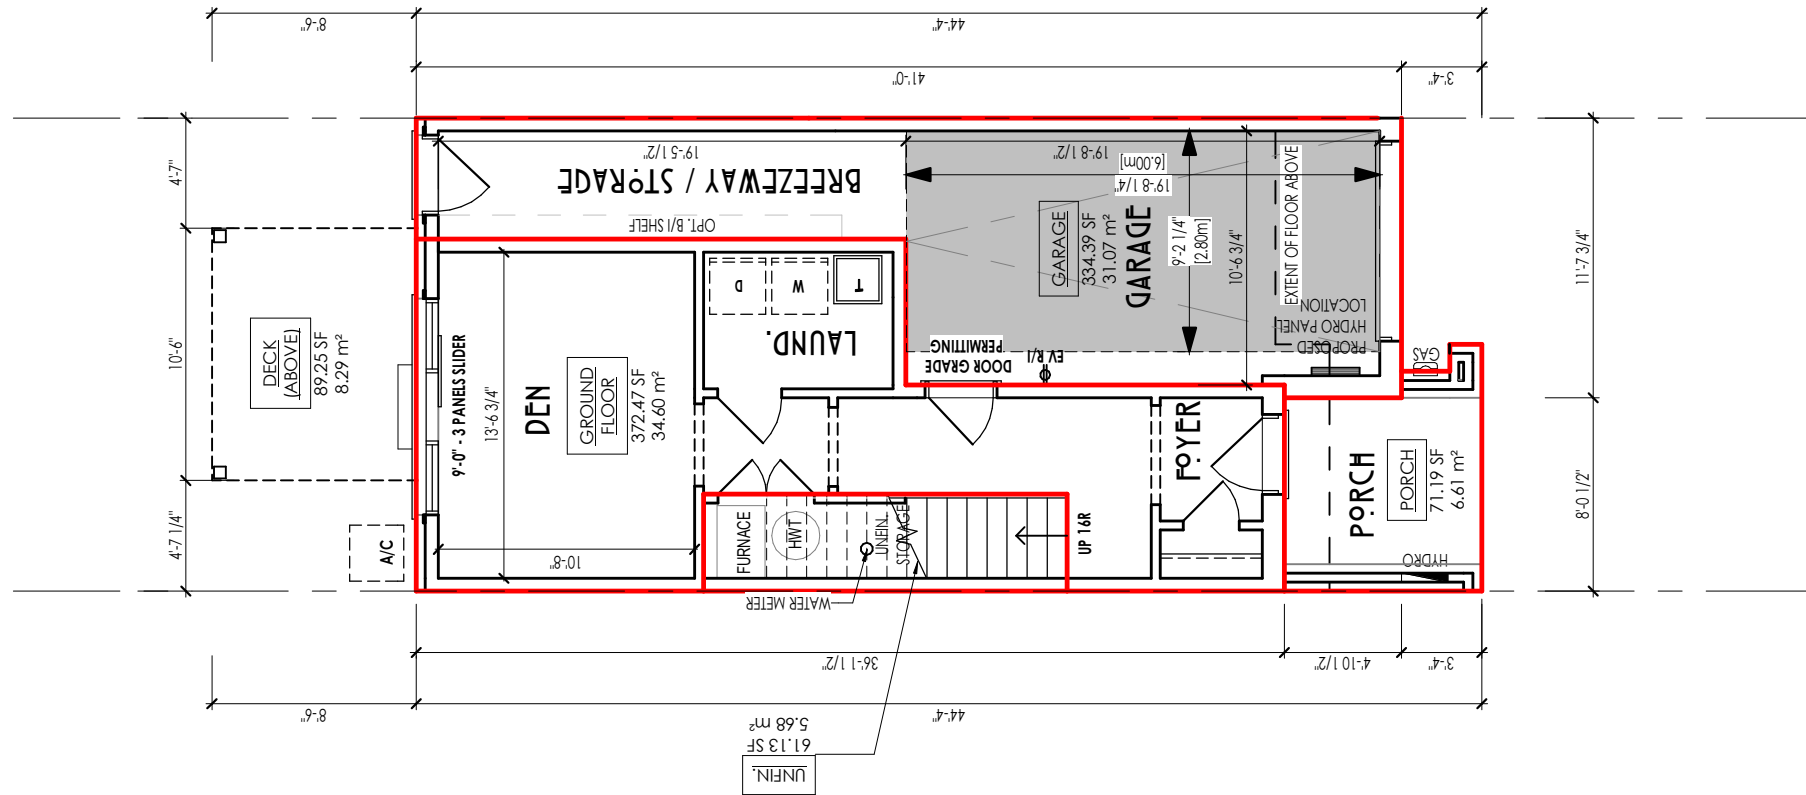 8'-6"
44'-4"
41'-0"
3'-4"
4'-7"
10'-6"
4'-7 1/4"
19'-5 1/2"
19'-8 1/2"
BREEZEWAY / STORAGE
OPT. B/I SHELF
19'-8 1/4"
[6.00m]
9'-2 1/4"
[2.80m]
10'-6 3/4"
EXTENT OF FLOOR ABOVE
GARAGE
334.39 SF
31.07 m²
GARAGE
PROPOSED
HYDRO PANEL
LOCATION
11'-7 3/4"
8'-0 1/2"
DECK
(ABOVE)
89.25 SF
8.29 m²
9'-0" - 3 PANELS SLIDER
13'-6 3/4"
DEN
GROUND
FLOOR
372.47 SF
34.60 m²
D
W
T
LAUND.
DOOR GRADE
PERMITTING
EV R/I
GAS
FOYER
PORCH
PORCH
71.19 SF
6.61 m²
HYDRO
A/C
10'-8"
FURNACE
HWT
UNFIN.
STORAGE
UP 16R
WATER METER
36'-1 1/2"
4'-10 1/2"
3'-4"
8'-6"
44'-4"
UNFIN.
61.13 SF
5.68 m²